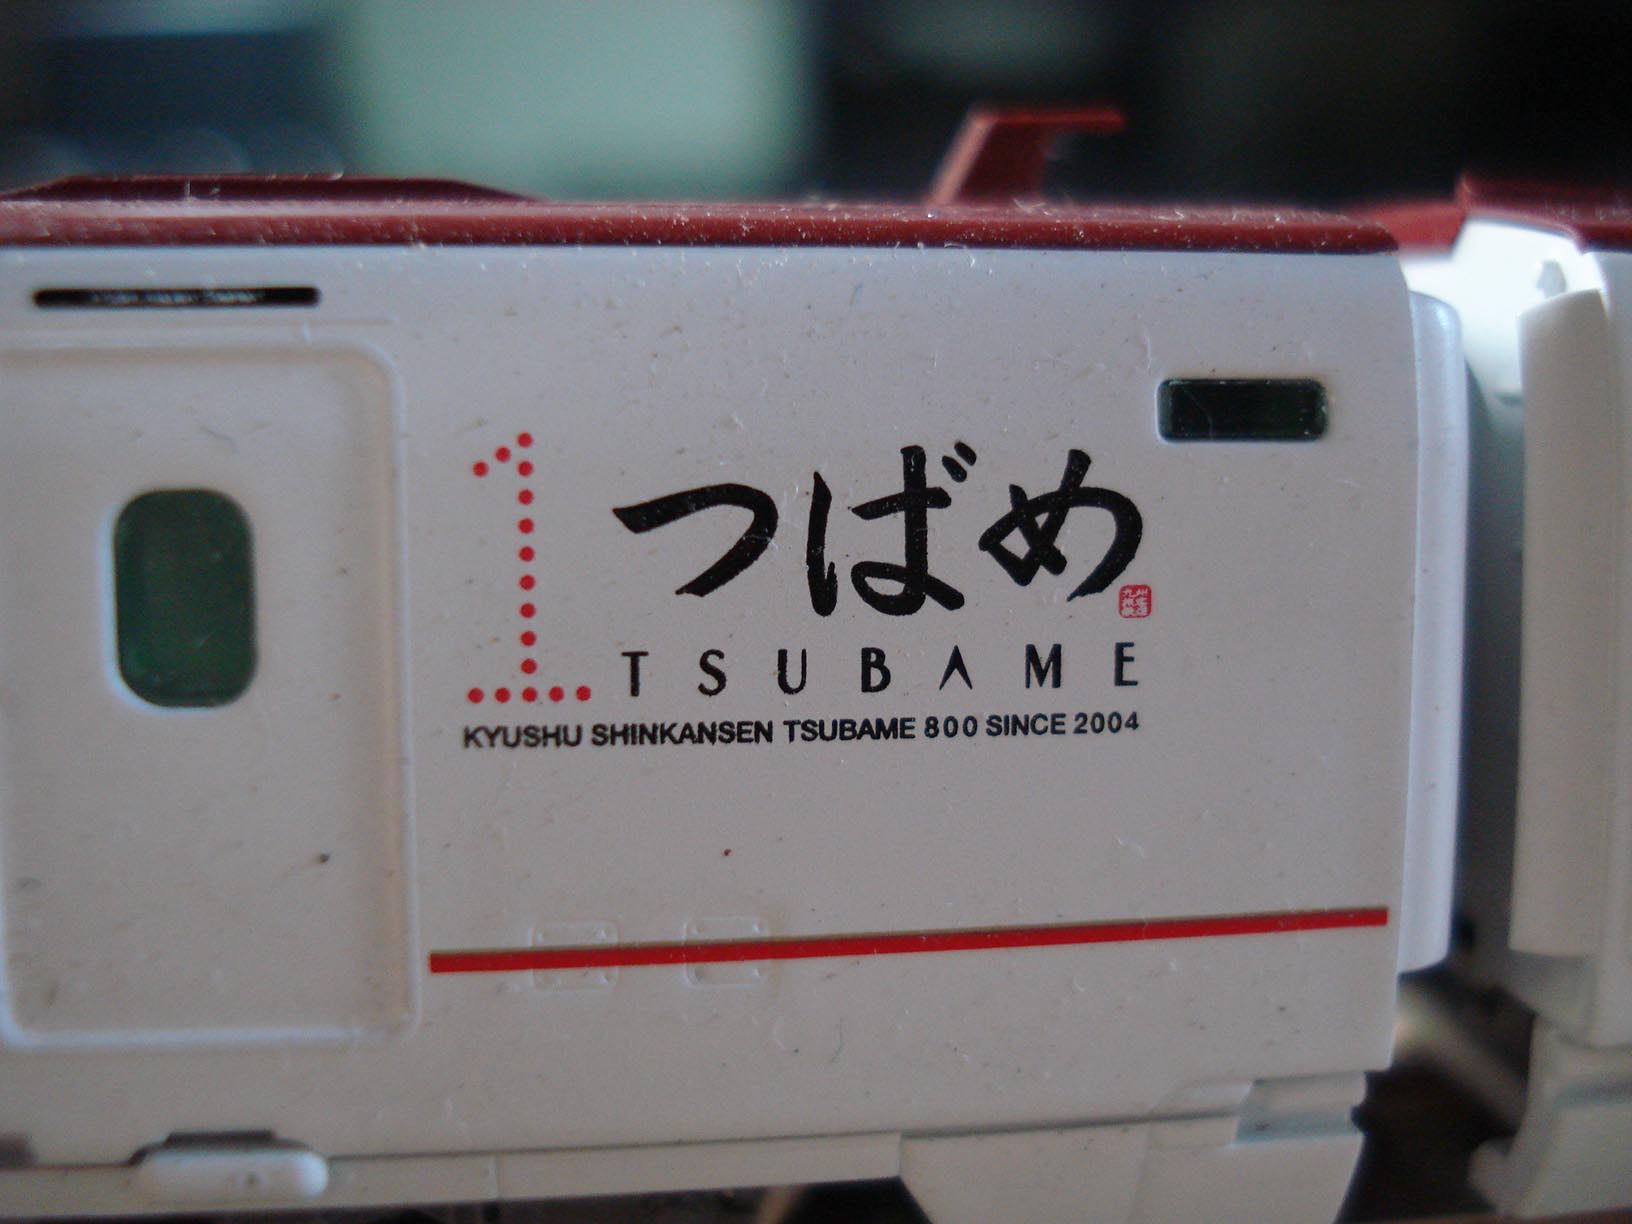 1 つばめ
TSUBAME
KYUSHU SHINKANSEN TSUBAME 800 SINCE 2004